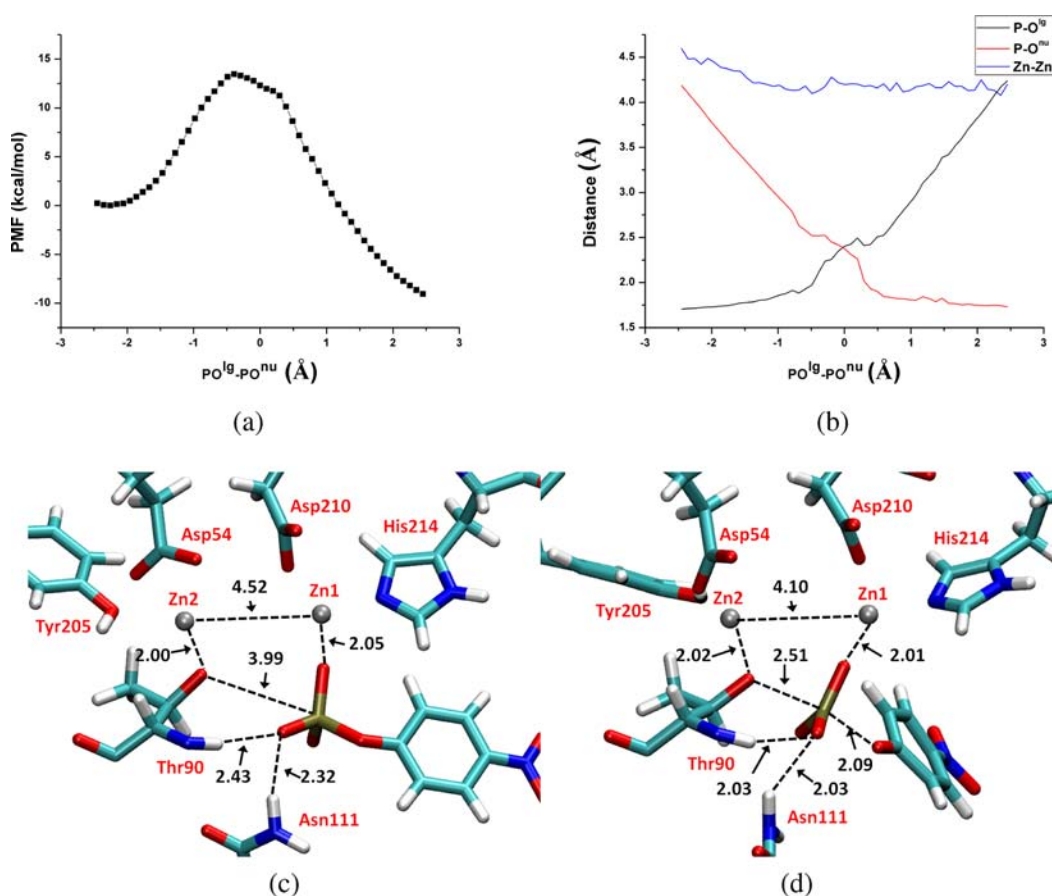 PMF (kcal/mol)
15
10
5
0
-5
-10
-3 -2 -1 0 1 2 3
PO^lg-PO^nu (Å)
(a)
P-O^lg
P-O^nu
Zn-Zn
Distance (Å)
4.5
4.0
3.5
3.0
2.5
2.0
1.5
-3 -2 -1 0 1 2 3
PO^lg-PO^nu (Å)
(b)
Asp210
Asp54
His214
4.52
Zn2
Zn1
Tyr205
2.00
2.05
3.99
Thr90
2.43
2.32
Asn111
(c)
Asp210
Asp54
His214
4.10
Zn1
Tyr205
Zn2
2.02
2.51
2.01
Thr90
2.03
2.03
2.09
Asn111
(d)